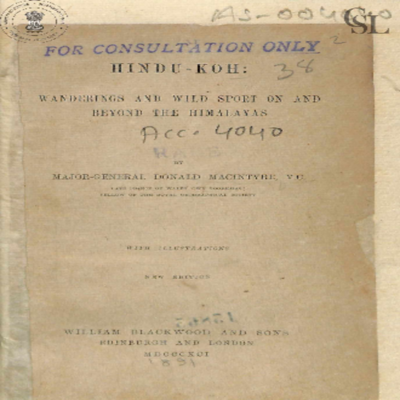 AS-004040
CSL
FOR CONSULTATION ONLY
38
HINDU-KOH:
WANDERINGS AND WILD SPORT ON AND
BEYOND THE HIMALAYAS
Acc. 4040
BY
MAJOR-GENERAL DONALD MACINTYRE, V.C.
WITH ILLUSTRATIONS
NEW EDITION
WILLIAM BLACKWOOD AND SONS
EDINBURGH AND LONDON
MDCCCXCI
1891